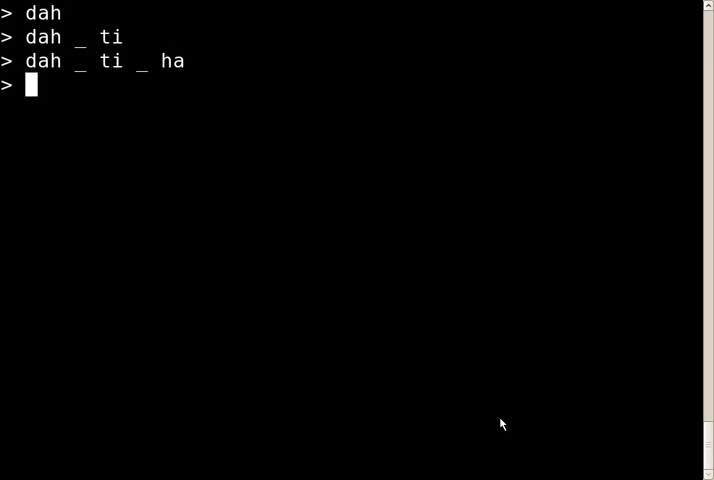 > dah
> dah _ ti
> dah _ ti _ ha
>